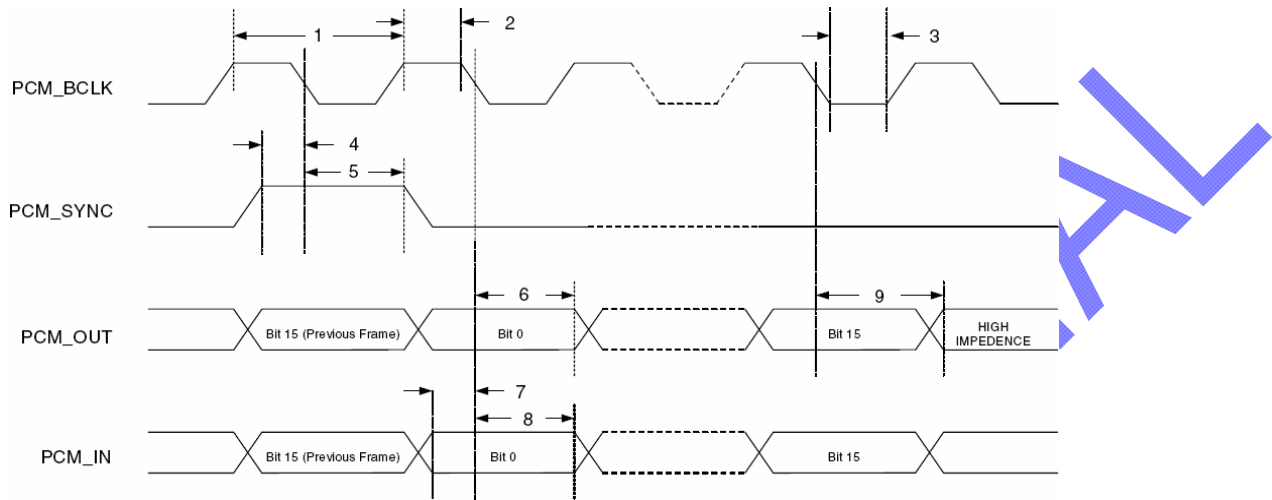 1
2
3
PCM_BCLK
4
5
PCM_SYNC
6
9
PCM_OUT
Bit 15 (Previous Frame)
Bit 0
Bit 15
HIGH
IMPEDENCE
7
8
PCM_IN
Bit 15 (Previous Frame)
Bit 0
Bit 15
AL